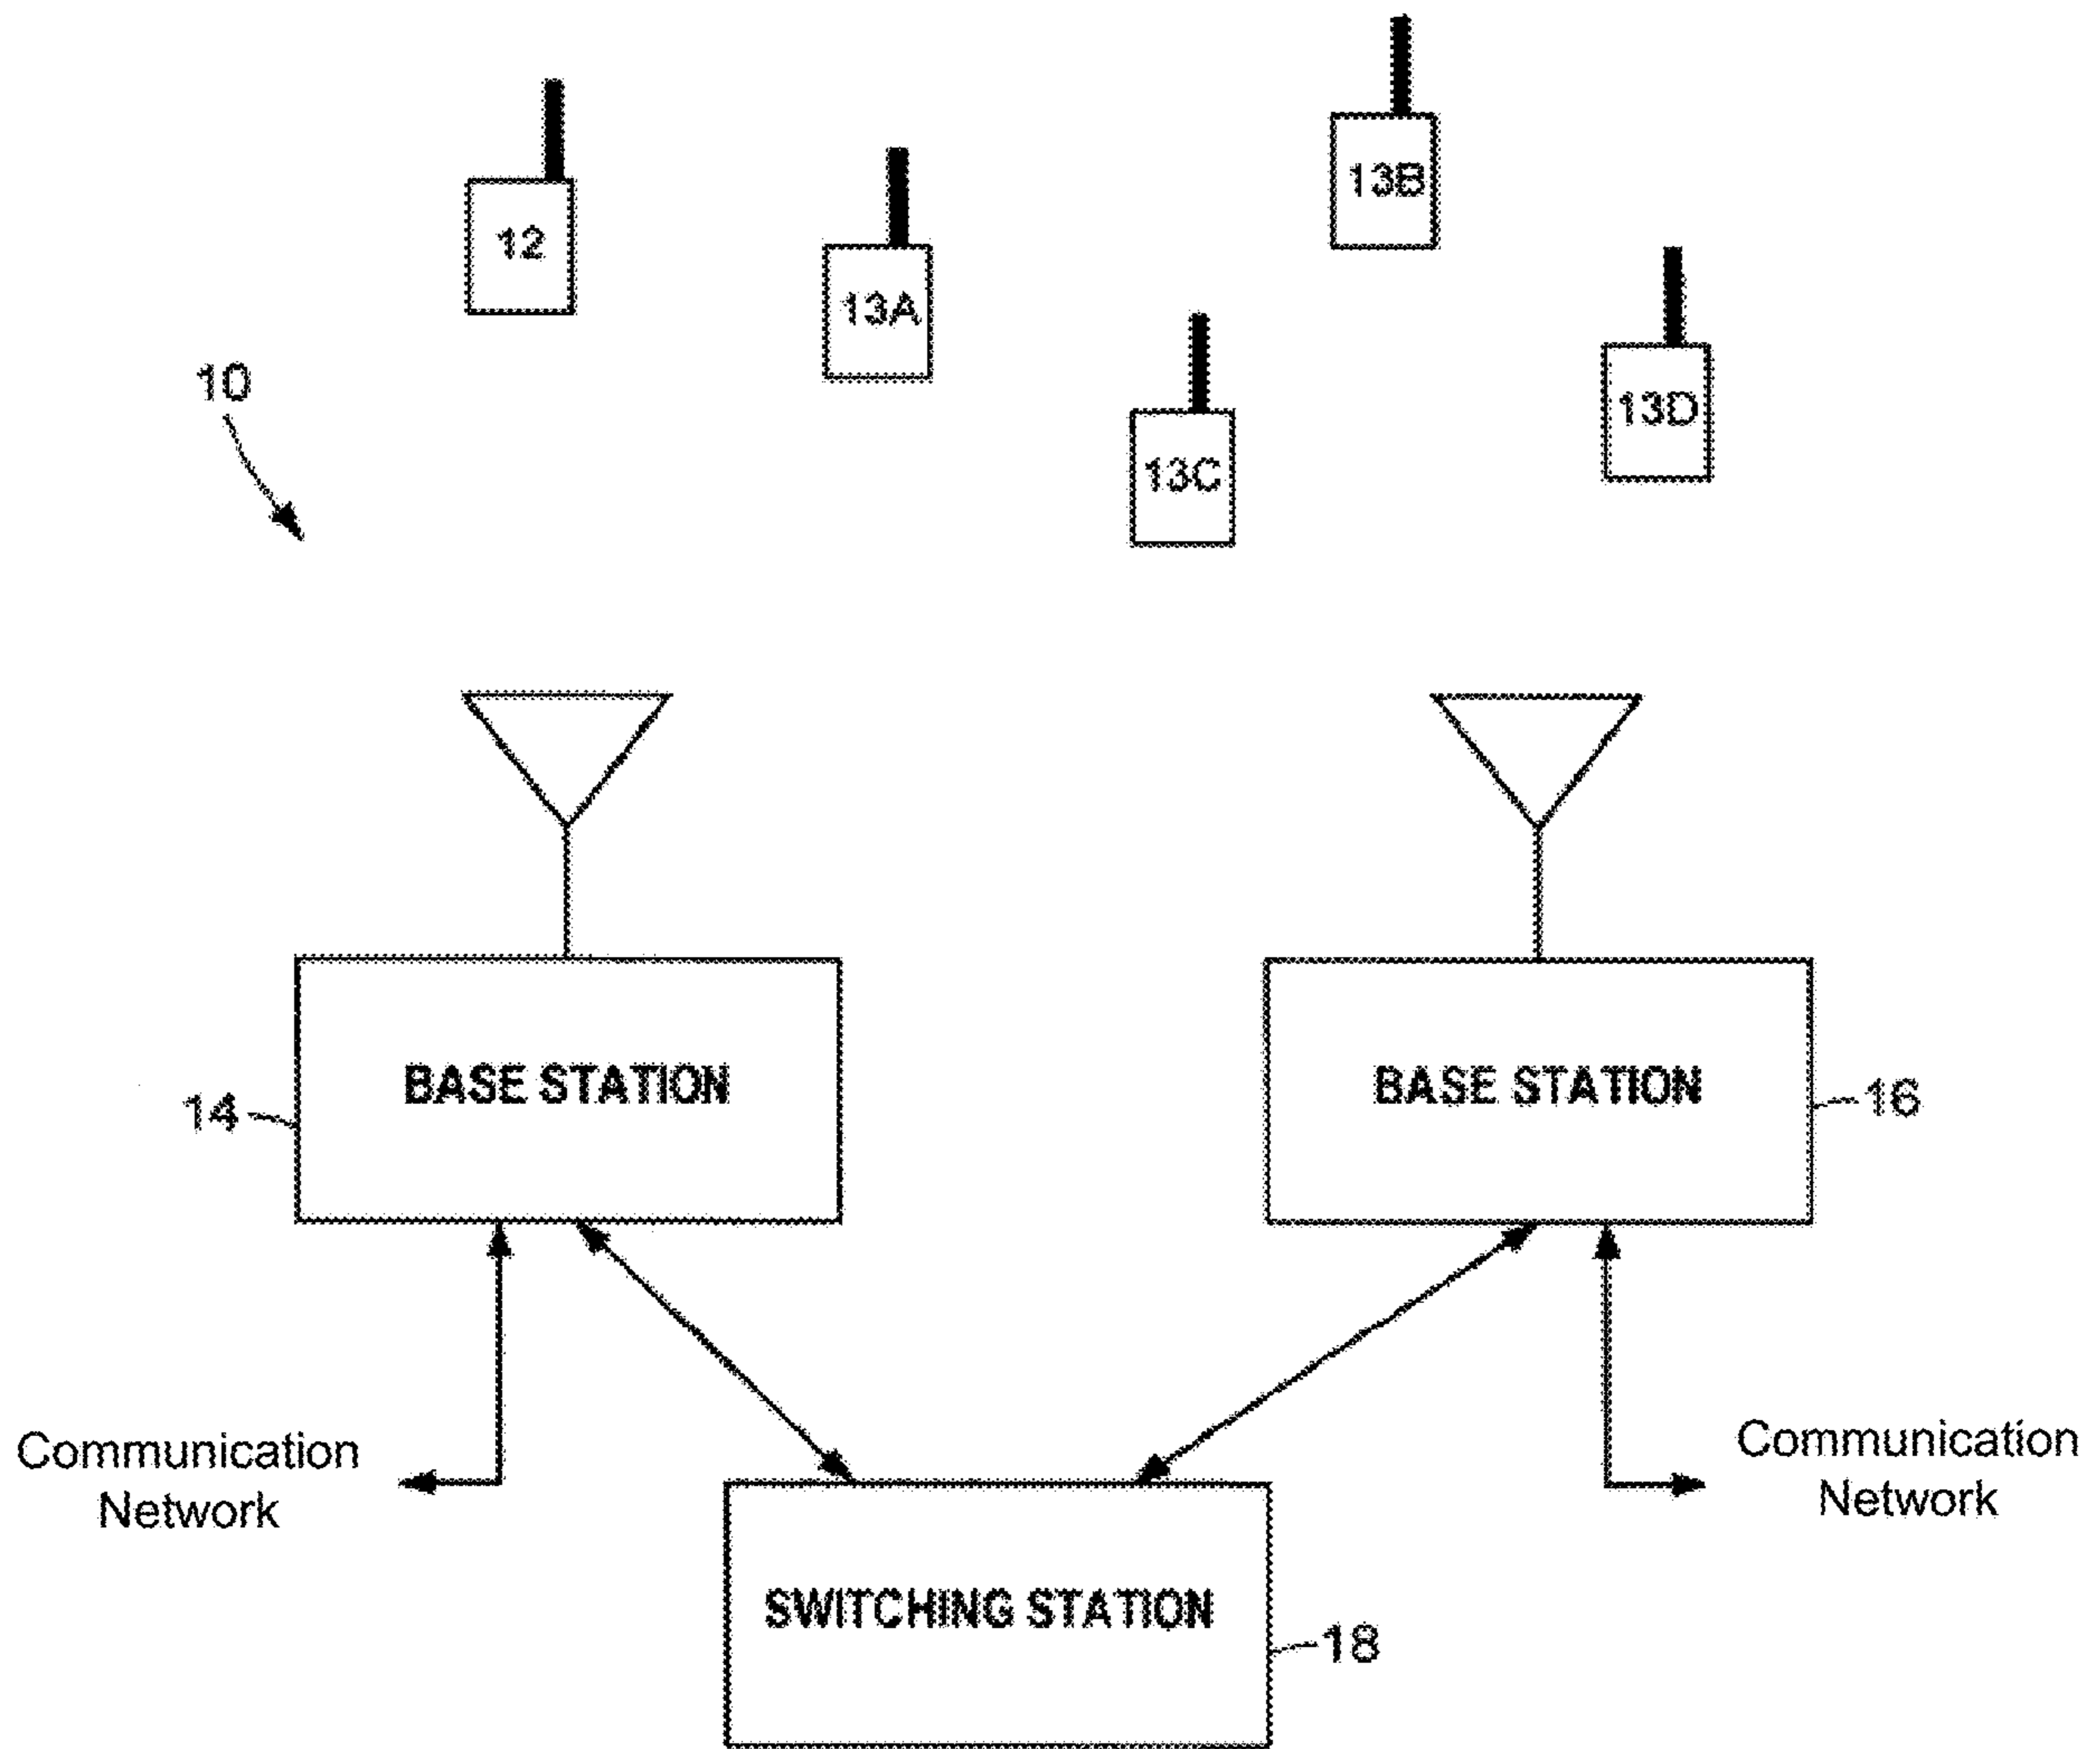 13B
12
13A
10
13D
13C
BASE STATION
BASE STATION
14
16
Communication
Network
Communication
Network
SWITCHING STATION
18